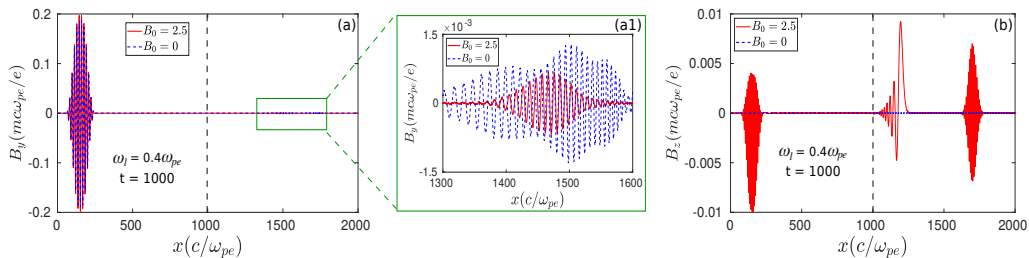 (a)
B_0 = 2.5
B_0 = 0
B_y(mcω_pe/e)
0.2
0.1
0
-0.1
-0.2
ω_l = 0.4ω_pe
t = 1000
0
500
1000
1500
2000
x(c/ω_pe)
1.5 ×10^-3
(a1)
B_0 = 2.5
B_0 = 0
B_y(mcω_pe/e)
0
-1.5
1300
1400
1500
1600
x(c/ω_pe)
(b)
B_0 = 2.5
B_0 = 0
B_z(mcω_pe/e)
0.01
0.005
0
-0.005
-0.01
ω_l = 0.4ω_pe
t = 1000
0
500
1000
1500
2000
x(c/ω_pe)